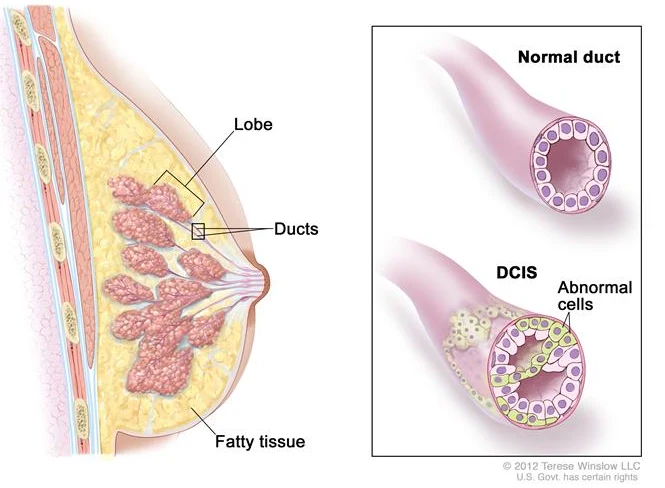 Lobe
Ducts
Fatty tissue
Normal duct
DCIS
Abnormal
cells
© 2012 Terese Winslow LLC
U.S. Govt. has certain rights